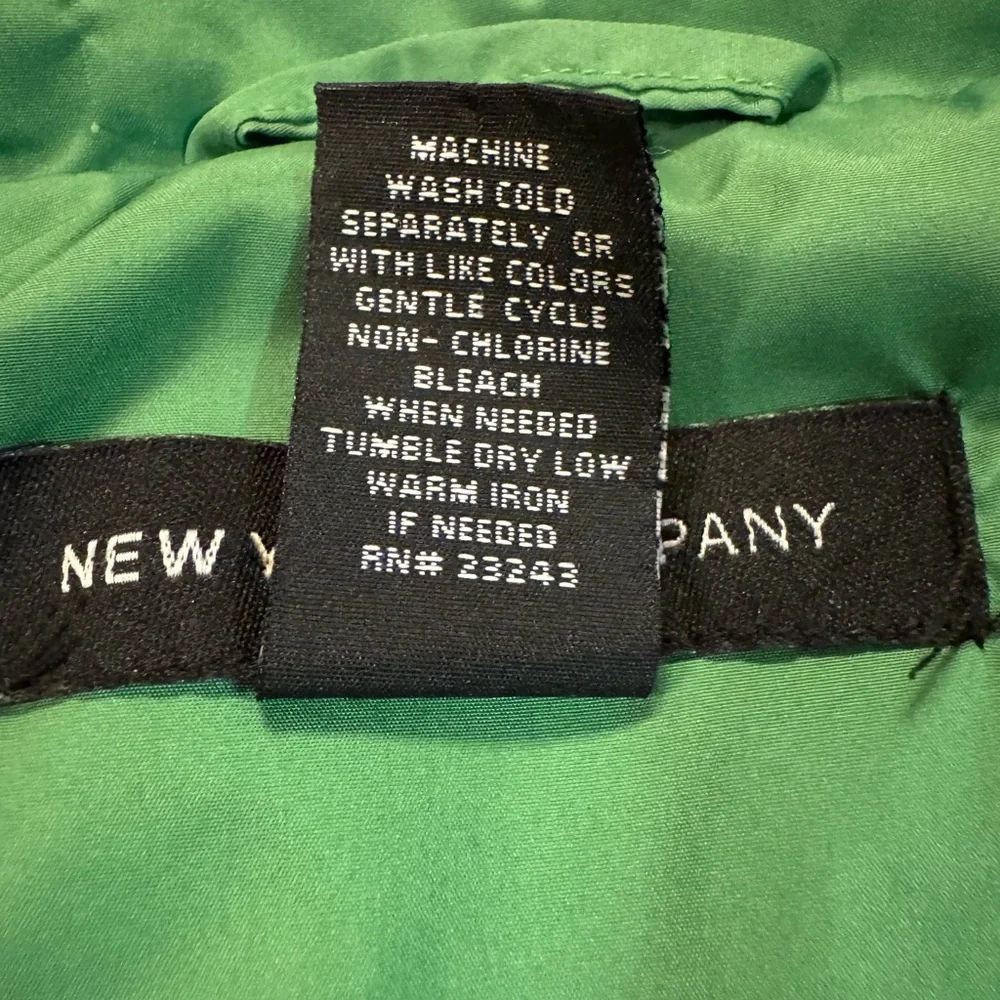 MACHINE
WASH COLD
SEPARATELY OR
WITH LIKE COLORS
GENTLE CYCLE
NON- CHLORINE
BLEACH
WHEN NEEDED
TUMBLE DRY LOW
WARM IRON
IF NEEDED
RN# 23243
NEW Y PANY